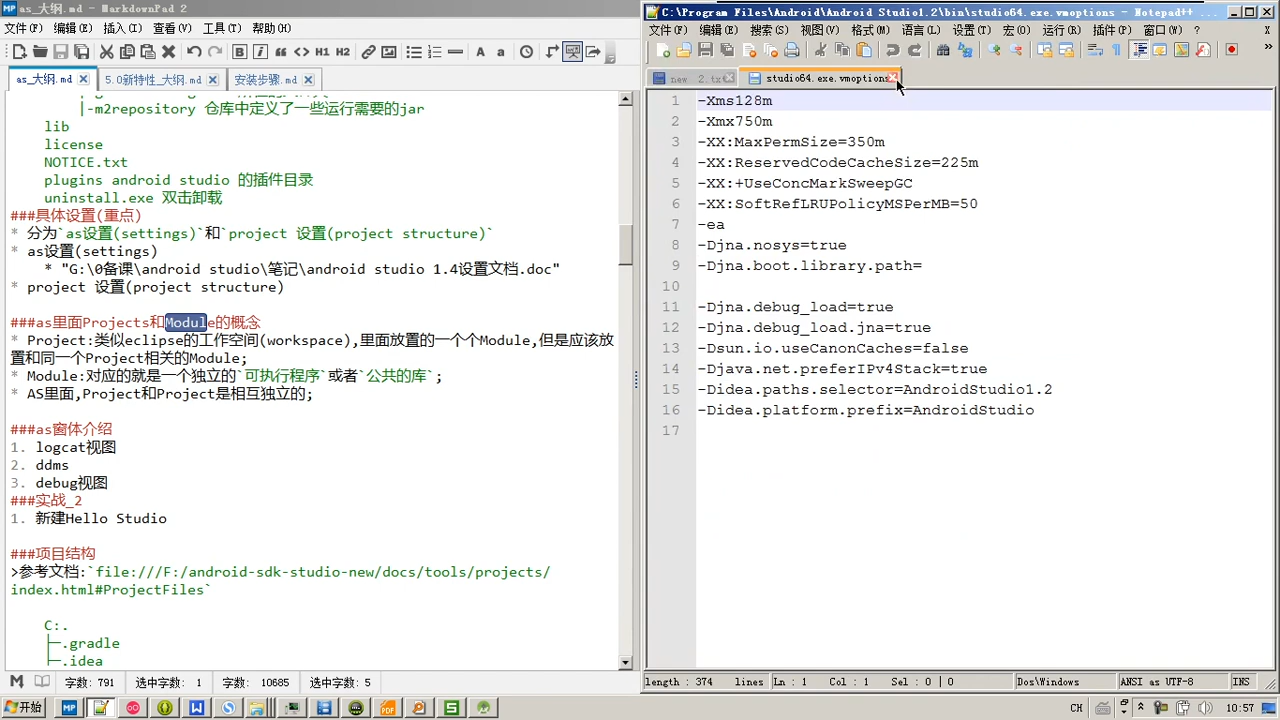 as_大纲.md - MarkdownPad 2
文件(F) 编辑(E) 插入(I) 查看(V) 工具(T) 帮助(H)
B I H1 H2 A a
as_大纲.md 5.0新特性_大纲.md 安装步骤.md
|-m2repository 仓库中定义了一些运行需要的jar
lib
license
NOTICE.txt
plugins android studio 的插件目录
uninstall.exe 双击卸载
###具体设置(重点)
* 分为`as设置(settings)`和`project 设置(project structure)`
* as设置(settings)
* "G:\0备课\android studio\笔记\android studio 1.4设置文档.doc"
* project 设置(project structure)
###as里面Projects和Module的概念
* Project:类似eclipse的工作空间(workspace),里面放置的一个个Module,但是应该放
置和同一个Project相关的Module;
* Module:对应的就是一个独立的`可执行程序`或者`公共的库`;
* AS里面,Project和Project是相互独立的;
###as窗体介绍
1. logcat视图
2. ddms
3. debug视图
###实战_2
1. 新建Hello Studio
###项目结构
>参考文档:`file:///F:/android-sdk-studio-new/docs/tools/projects/
index.html#ProjectFiles`
C:.
├─.gradle
├─.idea
字数: 791 选中字数: 1 字数: 10685 选中字数: 5
C:\Program Files\Android\Android Studio1.2\bin\studio64.exe.vmoptions - Notepad++ ...
文件(F) 编辑(E) 搜索(S) 视图(V) 格式(M) 语言(L) 设置(T) 宏(O) 运行(R) 插件(P) 窗口(W) ? X
new 2.tx studio64.exe.vmoptions
1 -Xms128m
2 -Xmx750m
3 -XX:MaxPermSize=350m
4 -XX:ReservedCodeCacheSize=225m
5 -XX:+UseConcMarkSweepGC
6 -XX:SoftRefLRUPolicyMSPerMB=50
7 -ea
8 -Djna.nosys=true
9 -Djna.boot.library.path=
10
11 -Djna.debug_load=true
12 -Djna.debug_load.jna=true
13 -Dsun.io.useCanonCaches=false
14 -Djava.net.preferIPv4Stack=true
15 -Didea.paths.selector=AndroidStudio1.2
16 -Didea.platform.prefix=AndroidStudio
17
length : 374 lines Ln : 1 Col : 1 Sel : 0 | 0 Dos\Windows ANSI as UTF-8 INS
开始 CH 10:57